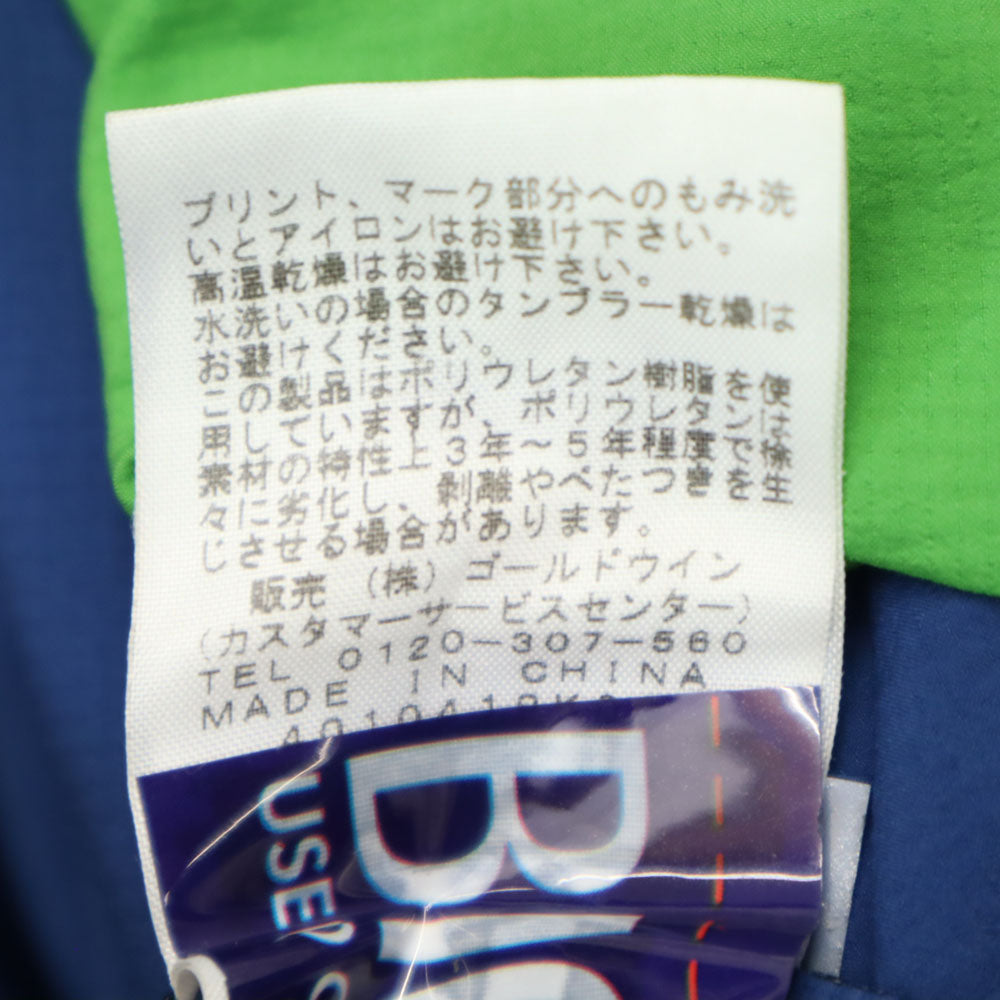 プリント、マーク部分へのもみ洗
いとアイロンはお避け下さい。
高温乾燥はお避け下さい。
水洗いの場合のタンブラー乾燥は
お避けください。
この製品はポリウレタン樹脂を使
用しています。ポリウレタンは
素材の特性上、3年~5年程度で徐
々に劣化し、剥離やべたつきを生
じさせる場合があります。
販売 (株)ゴールドウイン
(カスタマーサービスセンター)
TEL 0120-307-560
MADE IN CHINA
USED